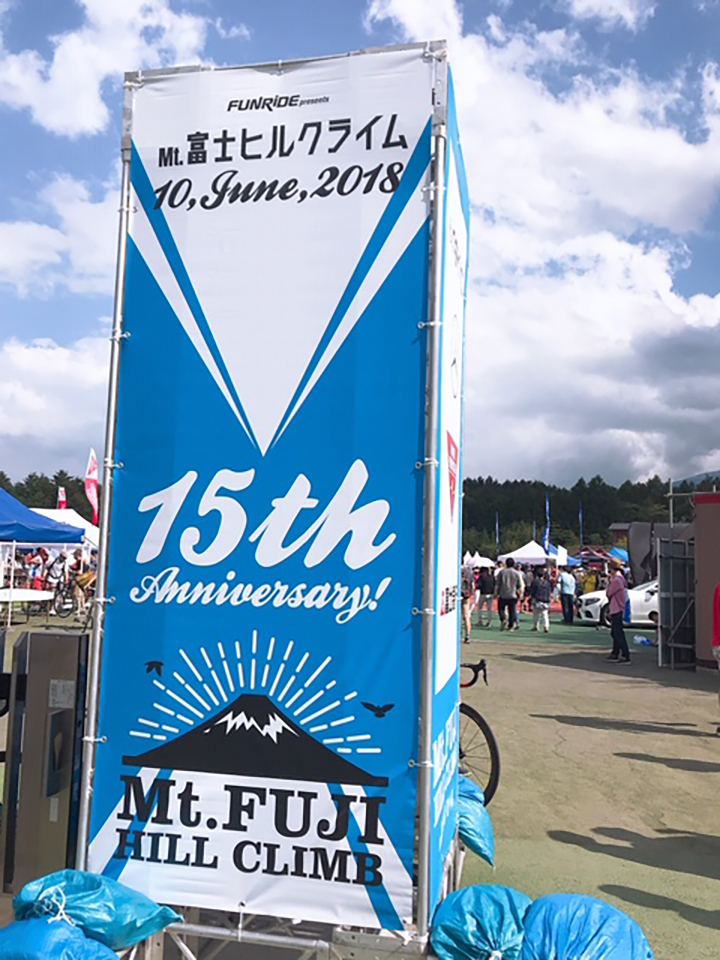 FUNRiDE presents
Mt.富士ヒルクライム
10,June,2018
15th
Anniversary!
Mt.FUJI
HILL CLIMB